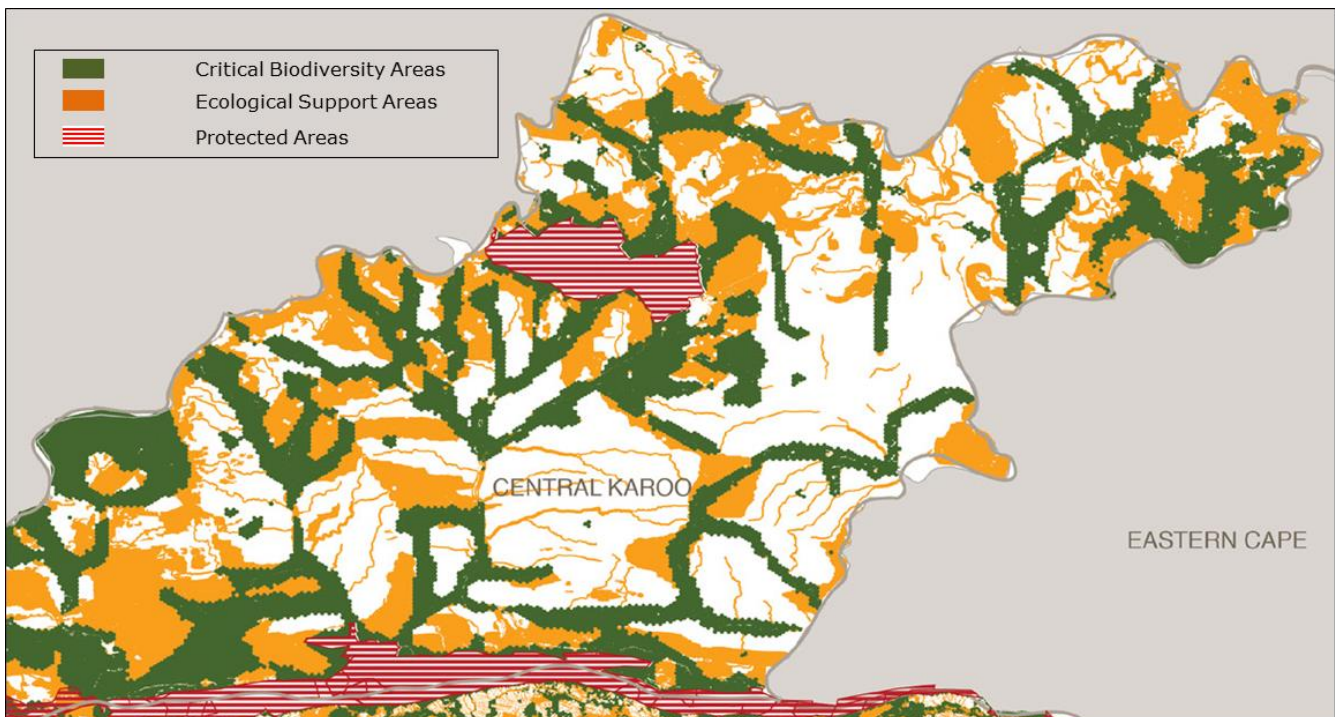 Critical Biodiversity Areas
Ecological Support Areas
Protected Areas
CENTRAL KAROO
EASTERN CAPE